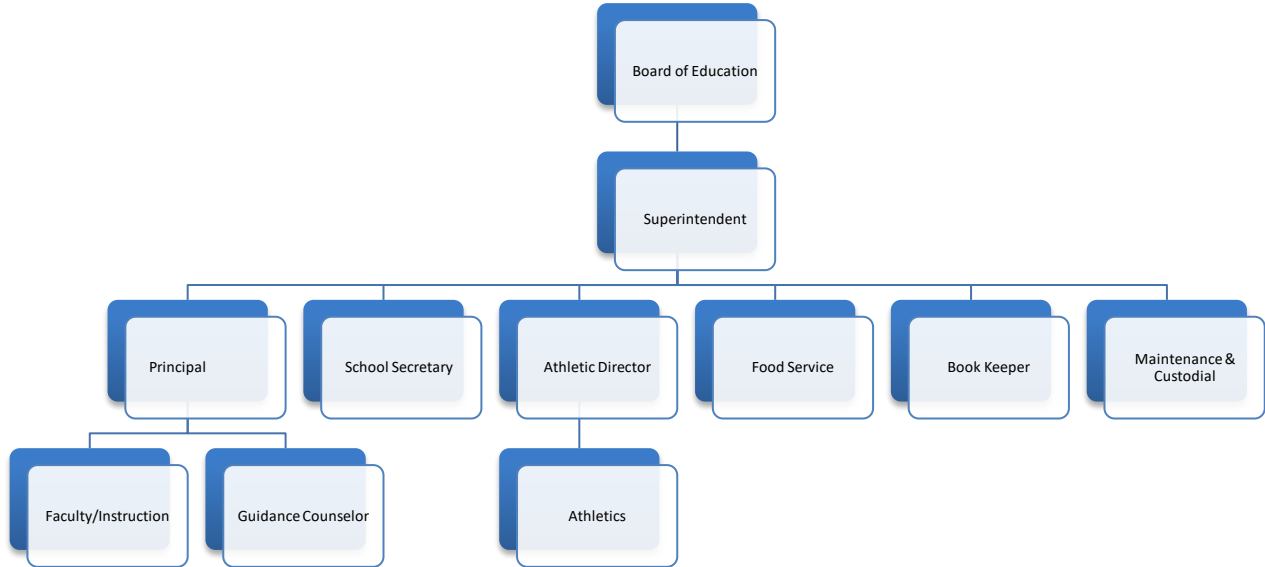 Board of Education
Superintendent
Principal
School Secretary
Athletic Director
Food Service
Book Keeper
Maintenance &
Custodial
Faculty/Instruction
Guidance Counselor
Athletics